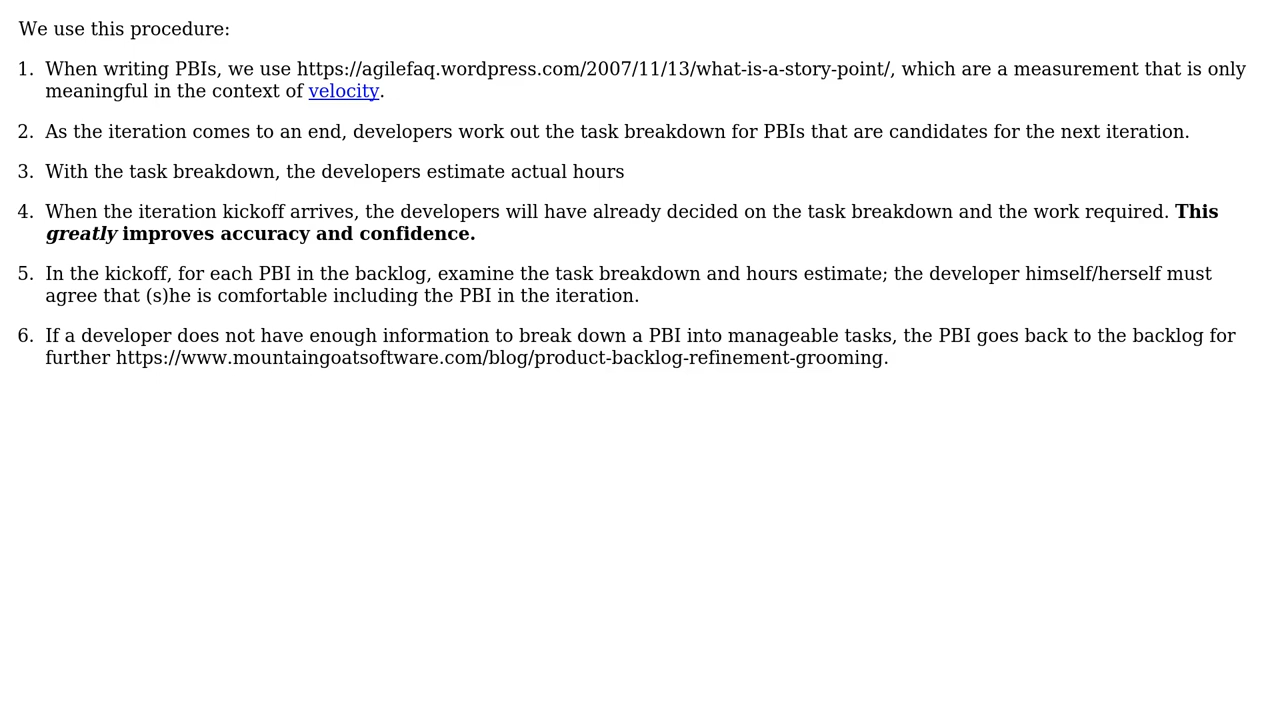 We use this procedure:
1. When writing PBIs, we use https://agilefaq.wordpress.com/2007/11/13/what-is-a-story-point/, which are a measurement that is only
meaningful in the context of velocity.
2. As the iteration comes to an end, developers work out the task breakdown for PBIs that are candidates for the next iteration.
3. With the task breakdown, the developers estimate actual hours
4. When the iteration kickoff arrives, the developers will have already decided on the task breakdown and the work required. This
greatly improves accuracy and confidence.
5. In the kickoff, for each PBI in the backlog, examine the task breakdown and hours estimate; the developer himself/herself must
agree that (s)he is comfortable including the PBI in the iteration.
6. If a developer does not have enough information to break down a PBI into manageable tasks, the PBI goes back to the backlog for
further https://www.mountaingoatsoftware.com/blog/product-backlog-refinement-grooming.